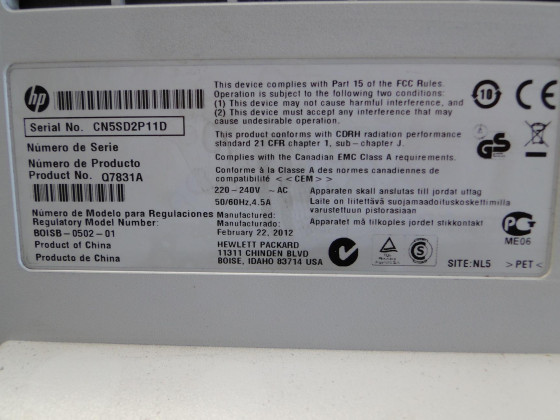 hp
Serial No. CN5SD2P11D
Número de Serie
Número de Producto
Product No. Q7831A
Número de Modelo para Regulaciones
Regulatory Model Number:
BOISB-0502-01
Product of China
Producto de China
This device complies with Part 15 of the FCC Rules.
Operation is subject to the following two conditions:
(1) This device may not cause harmful interference, and
(2) This device must accept any interference that may
cause undesirable operation.
This product conforms with CDRH radiation performance
standard 21 CFR chapter 1, sub-chapter J.
Complies with the Canadian EMC Class A requirements.
Conforme à la Classe A des normes canadiennes de
compatibilité <<CEM>>
220-240V ~ AC
50/60Hz, 4.5A
Manufactured:
Manufacturado:
February 22, 2012
HEWLETT PACKARD
11311 CHINDEN BLVD
BOISE, IDAHO 83714 USA
Apparaten skall anslutas till jordat uttag
Laite on liitettävä suojamaadoituskoskettimilla
varustettuun pistorasiaan
Apparatet må tilkoples jordet stikkontakt
10
CE
GS
ME06
S
SITE:NL5
>PET<